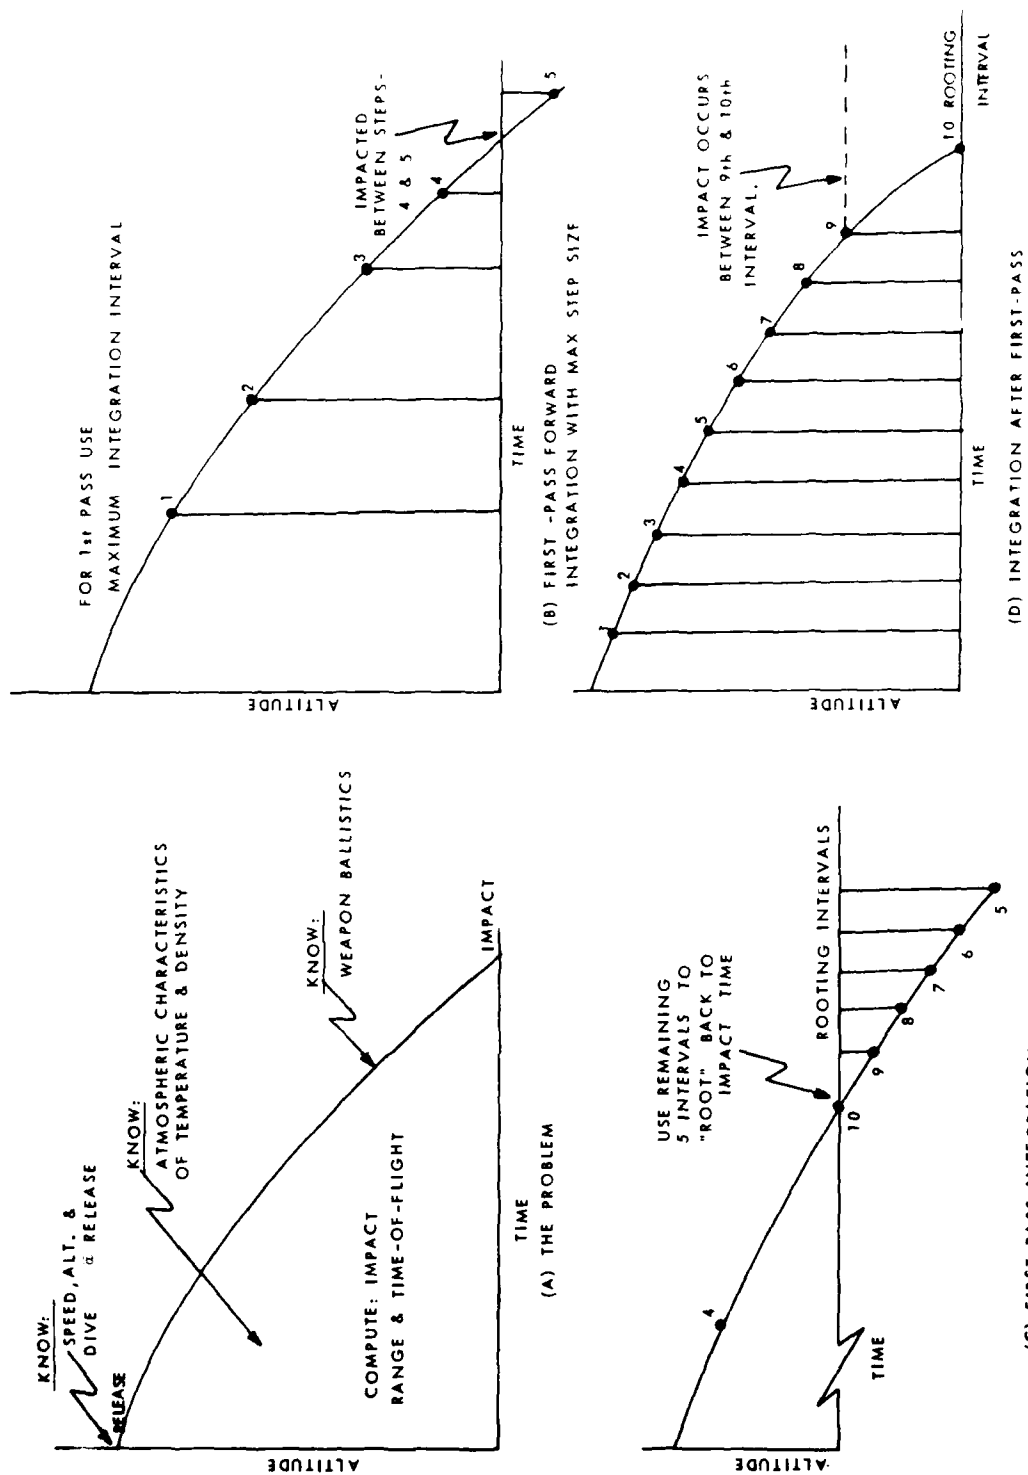 KNOW:
SPEED, ALT. &
DIVE @ RELEASE
RELEASE
KNOW:
ATMOSPHERIC CHARACTERISTICS
OF TEMPERATURE & DENSITY
KNOW:
WEAPON BALLISTICS
COMPUTE: IMPACT
RANGE & TIME-OF-FLIGHT
IMPACT
ALTITUDE
TIME
(A) THE PROBLEM
FOR 1st PASS USE
MAXIMUM INTEGRATION INTERVAL
1
2
3
4
5
IMPACTED
BETWEEN STEPS-
4 & 5
ALTITUDE
TIME
(B) FIRST -PASS FORWARD
INTEGRATION WITH MAX STEP SIZE
4
USE REMAINING
5 INTERVALS TO
"ROOT" BACK TO
IMPACT TIME
ROOTING INTERVALS
10
9
8
7
6
5
ALTITUDE
TIME
1
2
3
4
5
6
7
8
9
IMPACT OCCURS
BETWEEN 9th & 10th
INTERVAL.
10 ROOTING
INTERVAL
ALTITUDE
TIME
(D) INTEGRATION AFTER FIRST-PASS